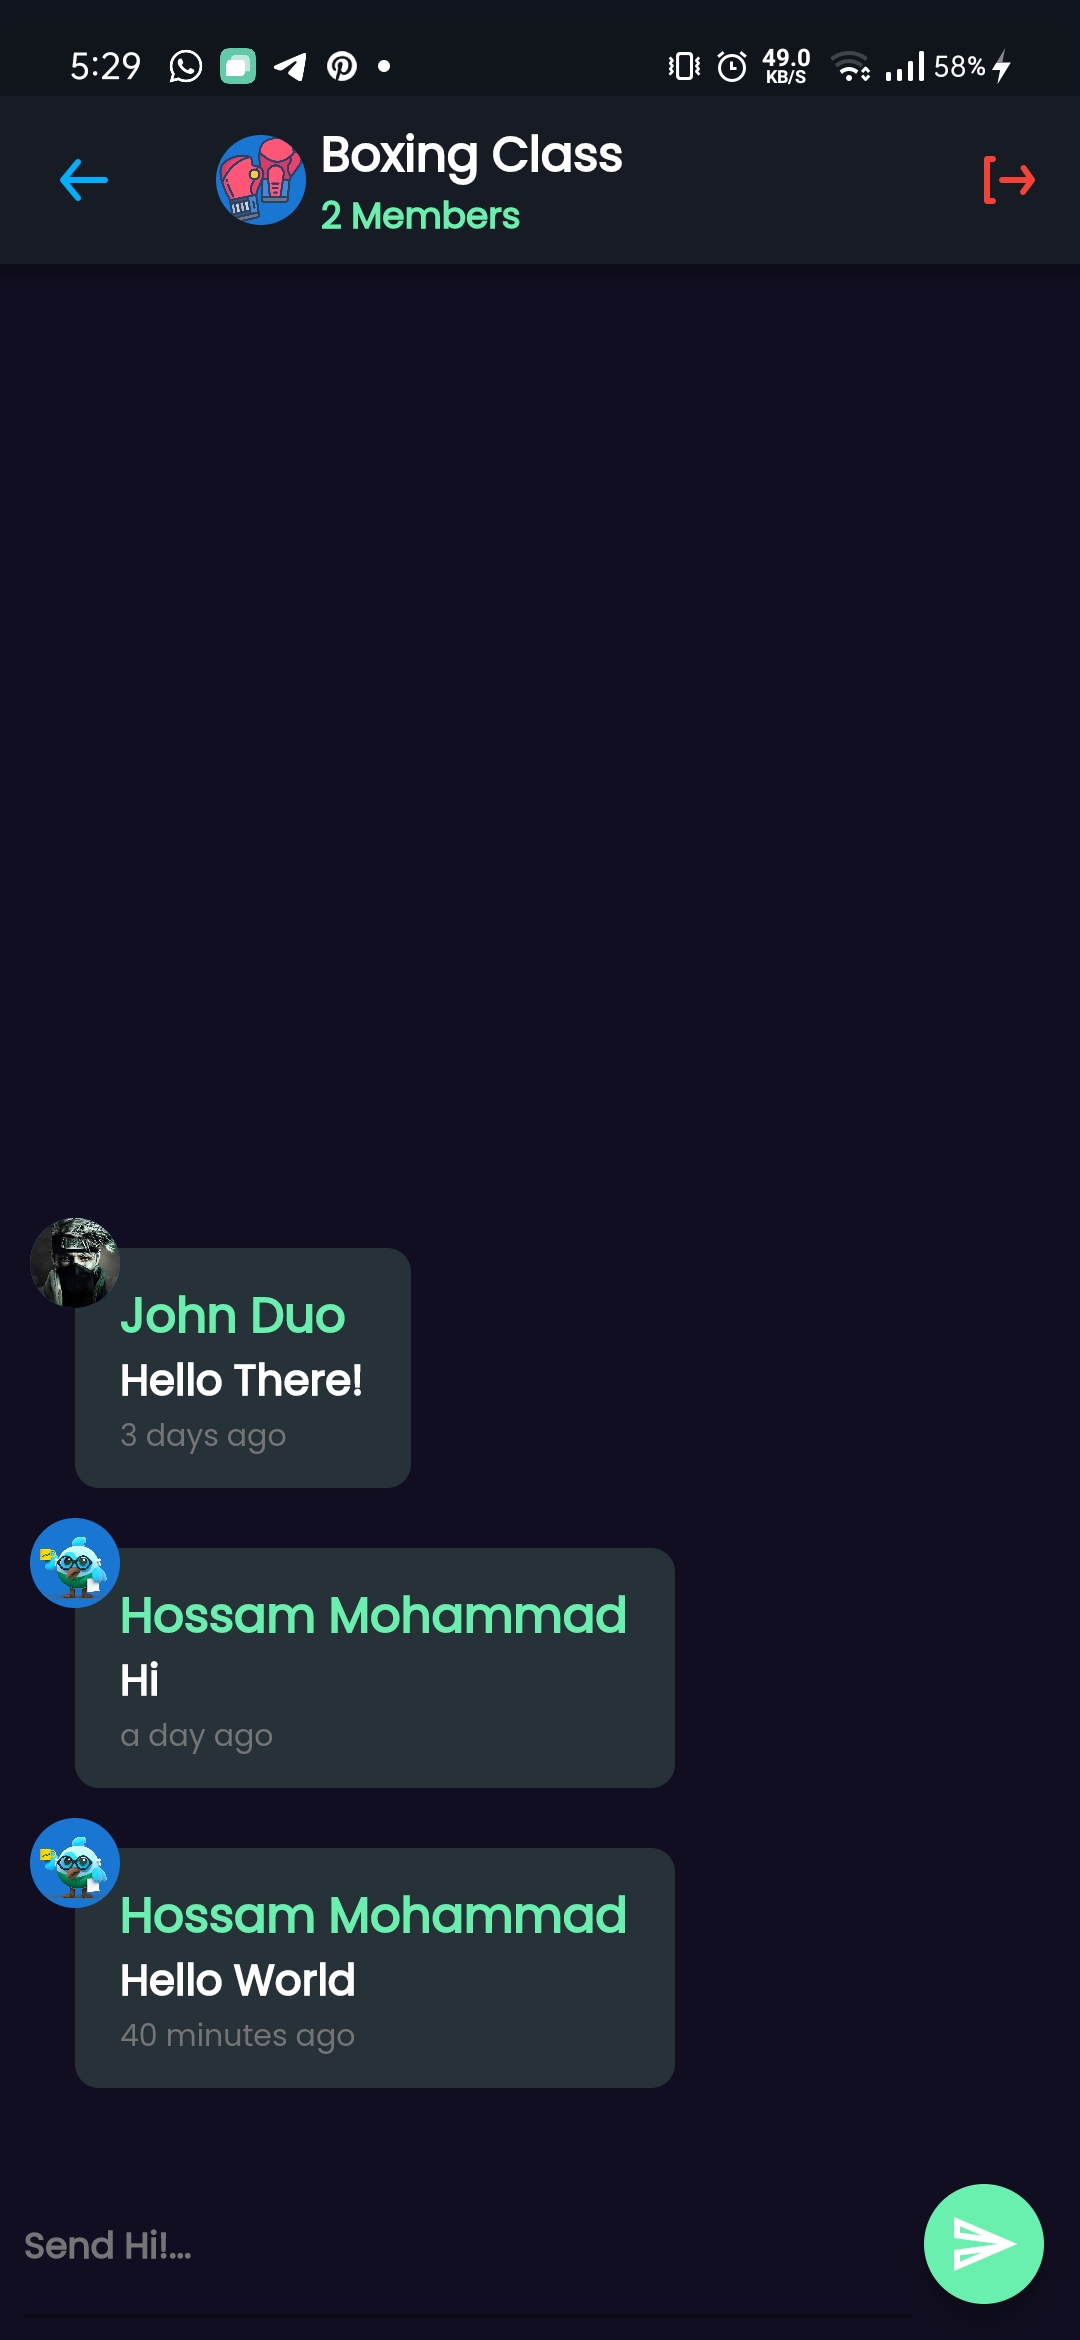 5:29
49.0
KB/S
58%
Boxing Class
2 Members
John Duo
Hello There!
3 days ago
Hossam Mohammad
Hi
a day ago
Hossam Mohammad
Hello World
40 minutes ago
Send Hi!...